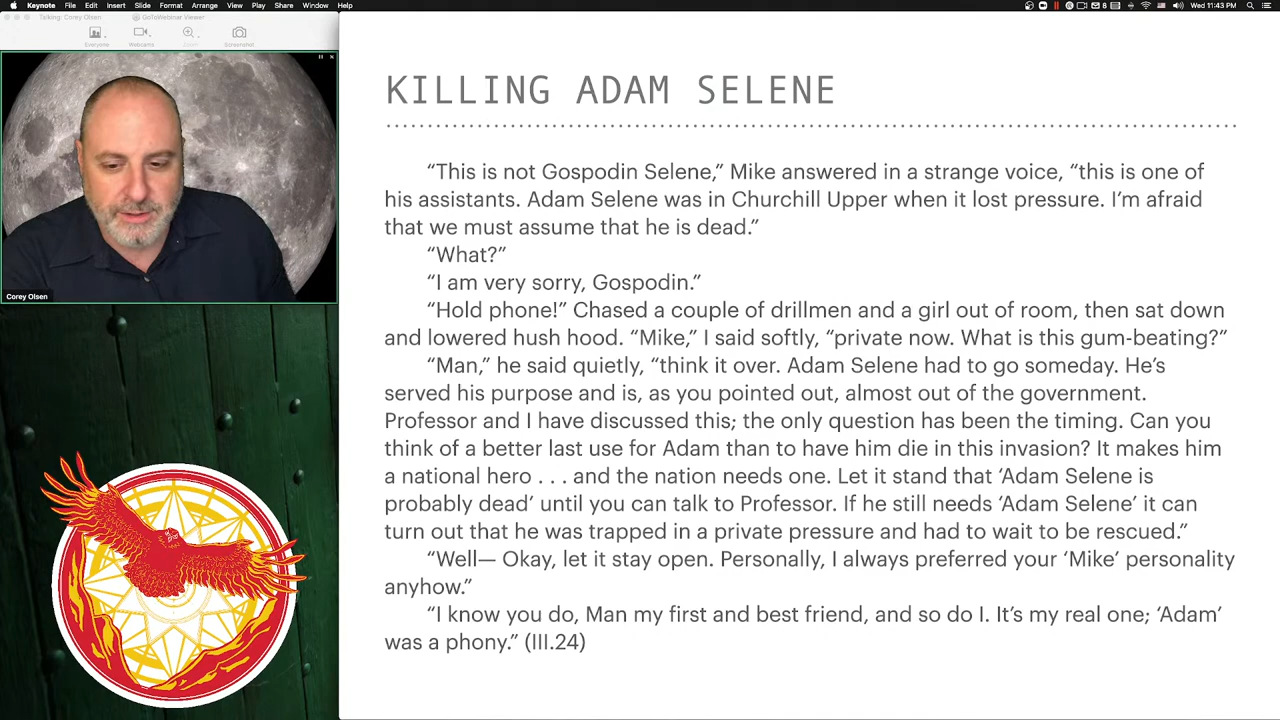 Keynote File Edit Insert Slide Format Arrange View Play Share Window Help
6 Wed 11:43 PM
Talking: Corey Olsen
GoToWebinar Viewer
Everyone Webcams Zoom Screenshot
Corey Olsen
KILLING ADAM SELENE
“This is not Gospodin Selene,” Mike answered in a strange voice, “this is one of
his assistants. Adam Selene was in Churchill Upper when it lost pressure. I’m afraid
that we must assume that he is dead.”
“What?”
“I am very sorry, Gospodin.”
“Hold phone!” Chased a couple of drillmen and a girl out of room, then sat down
and lowered hush hood. “Mike,” I said softly, “private now. What is this gum-beating?”
“Man,” he said quietly, “think it over. Adam Selene had to go someday. He’s
served his purpose and is, as you pointed out, almost out of the government.
Professor and I have discussed this; the only question has been the timing. Can you
think of a better last use for Adam than to have him die in this invasion? It makes him
a national hero . . . and the nation needs one. Let it stand that ‘Adam Selene is
probably dead’ until you can talk to Professor. If he still needs ‘Adam Selene’ it can
turn out that he was trapped in a private pressure and had to wait to be rescued.”
“Well— Okay, let it stay open. Personally, I always preferred your ‘Mike’ personality
anyhow.”
“I know you do, Man my first and best friend, and so do I. It’s my real one; ‘Adam’
was a phony.” (III.24)